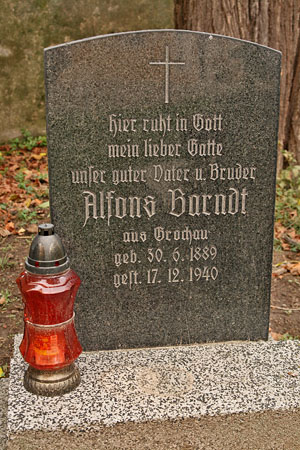 Hier ruht in Gott
mein lieber Gatte
unser guter Vater u. Bruder
Alfons Barndt
aus Grochau
geb. 30. 6. 1889
gest. 17. 12. 1940